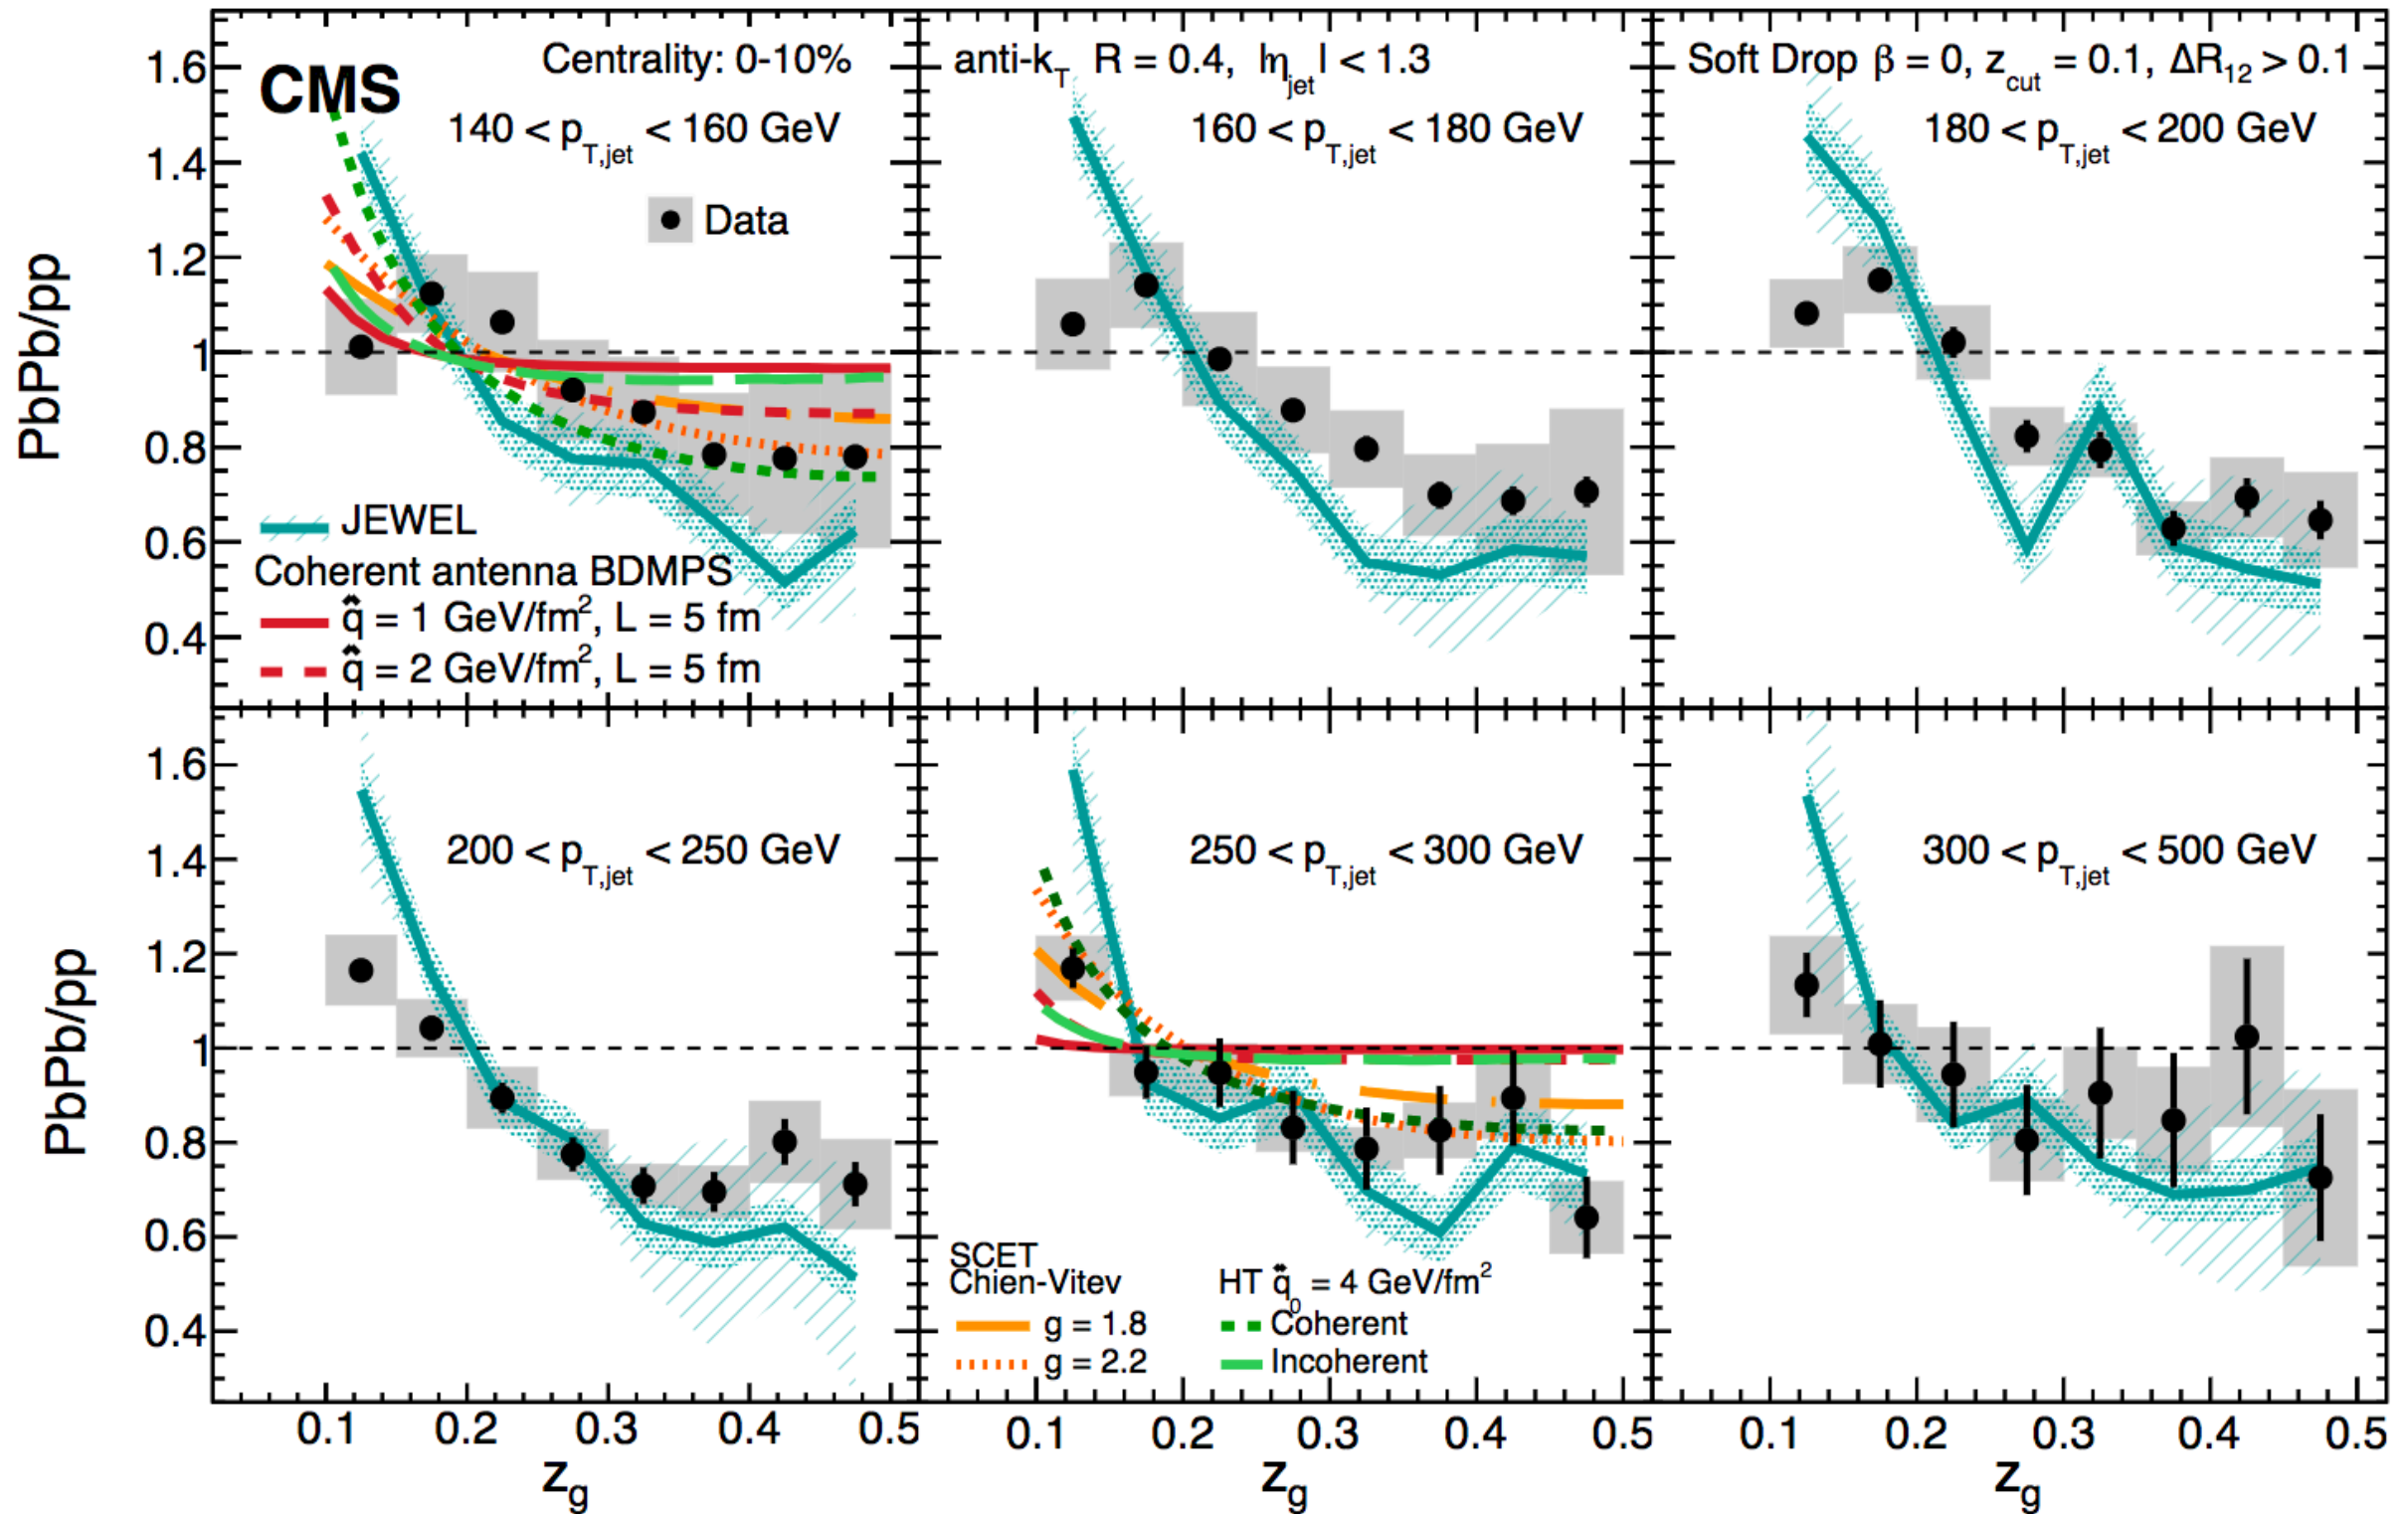 CMS
Centrality: 0-10%
140 < p_T,jet < 160 GeV
Data
JEWEL
Coherent antenna BDMPS
q̂ = 1 GeV/fm², L = 5 fm
q̂ = 2 GeV/fm², L = 5 fm
PbPb/pp
1.6
1.4
1.2
1
0.8
0.6
0.4
anti-k_T R = 0.4, |η_jet| < 1.3
160 < p_T,jet < 180 GeV
Soft Drop β = 0, z_cut = 0.1, ΔR_12 > 0.1
180 < p_T,jet < 200 GeV
PbPb/pp
1.6
1.4
1.2
1
0.8
0.6
0.4
200 < p_T,jet < 250 GeV
250 < p_T,jet < 300 GeV
SCET
Chien-Vitev
g = 1.8
g = 2.2
HT q̂_0 = 4 GeV/fm²
Coherent
Incoherent
300 < p_T,jet < 500 GeV
0.1 0.2 0.3 0.4 0.5
0.1 0.2 0.3 0.4 0.5
0.1 0.2 0.3 0.4 0.5
z_g
z_g
z_g